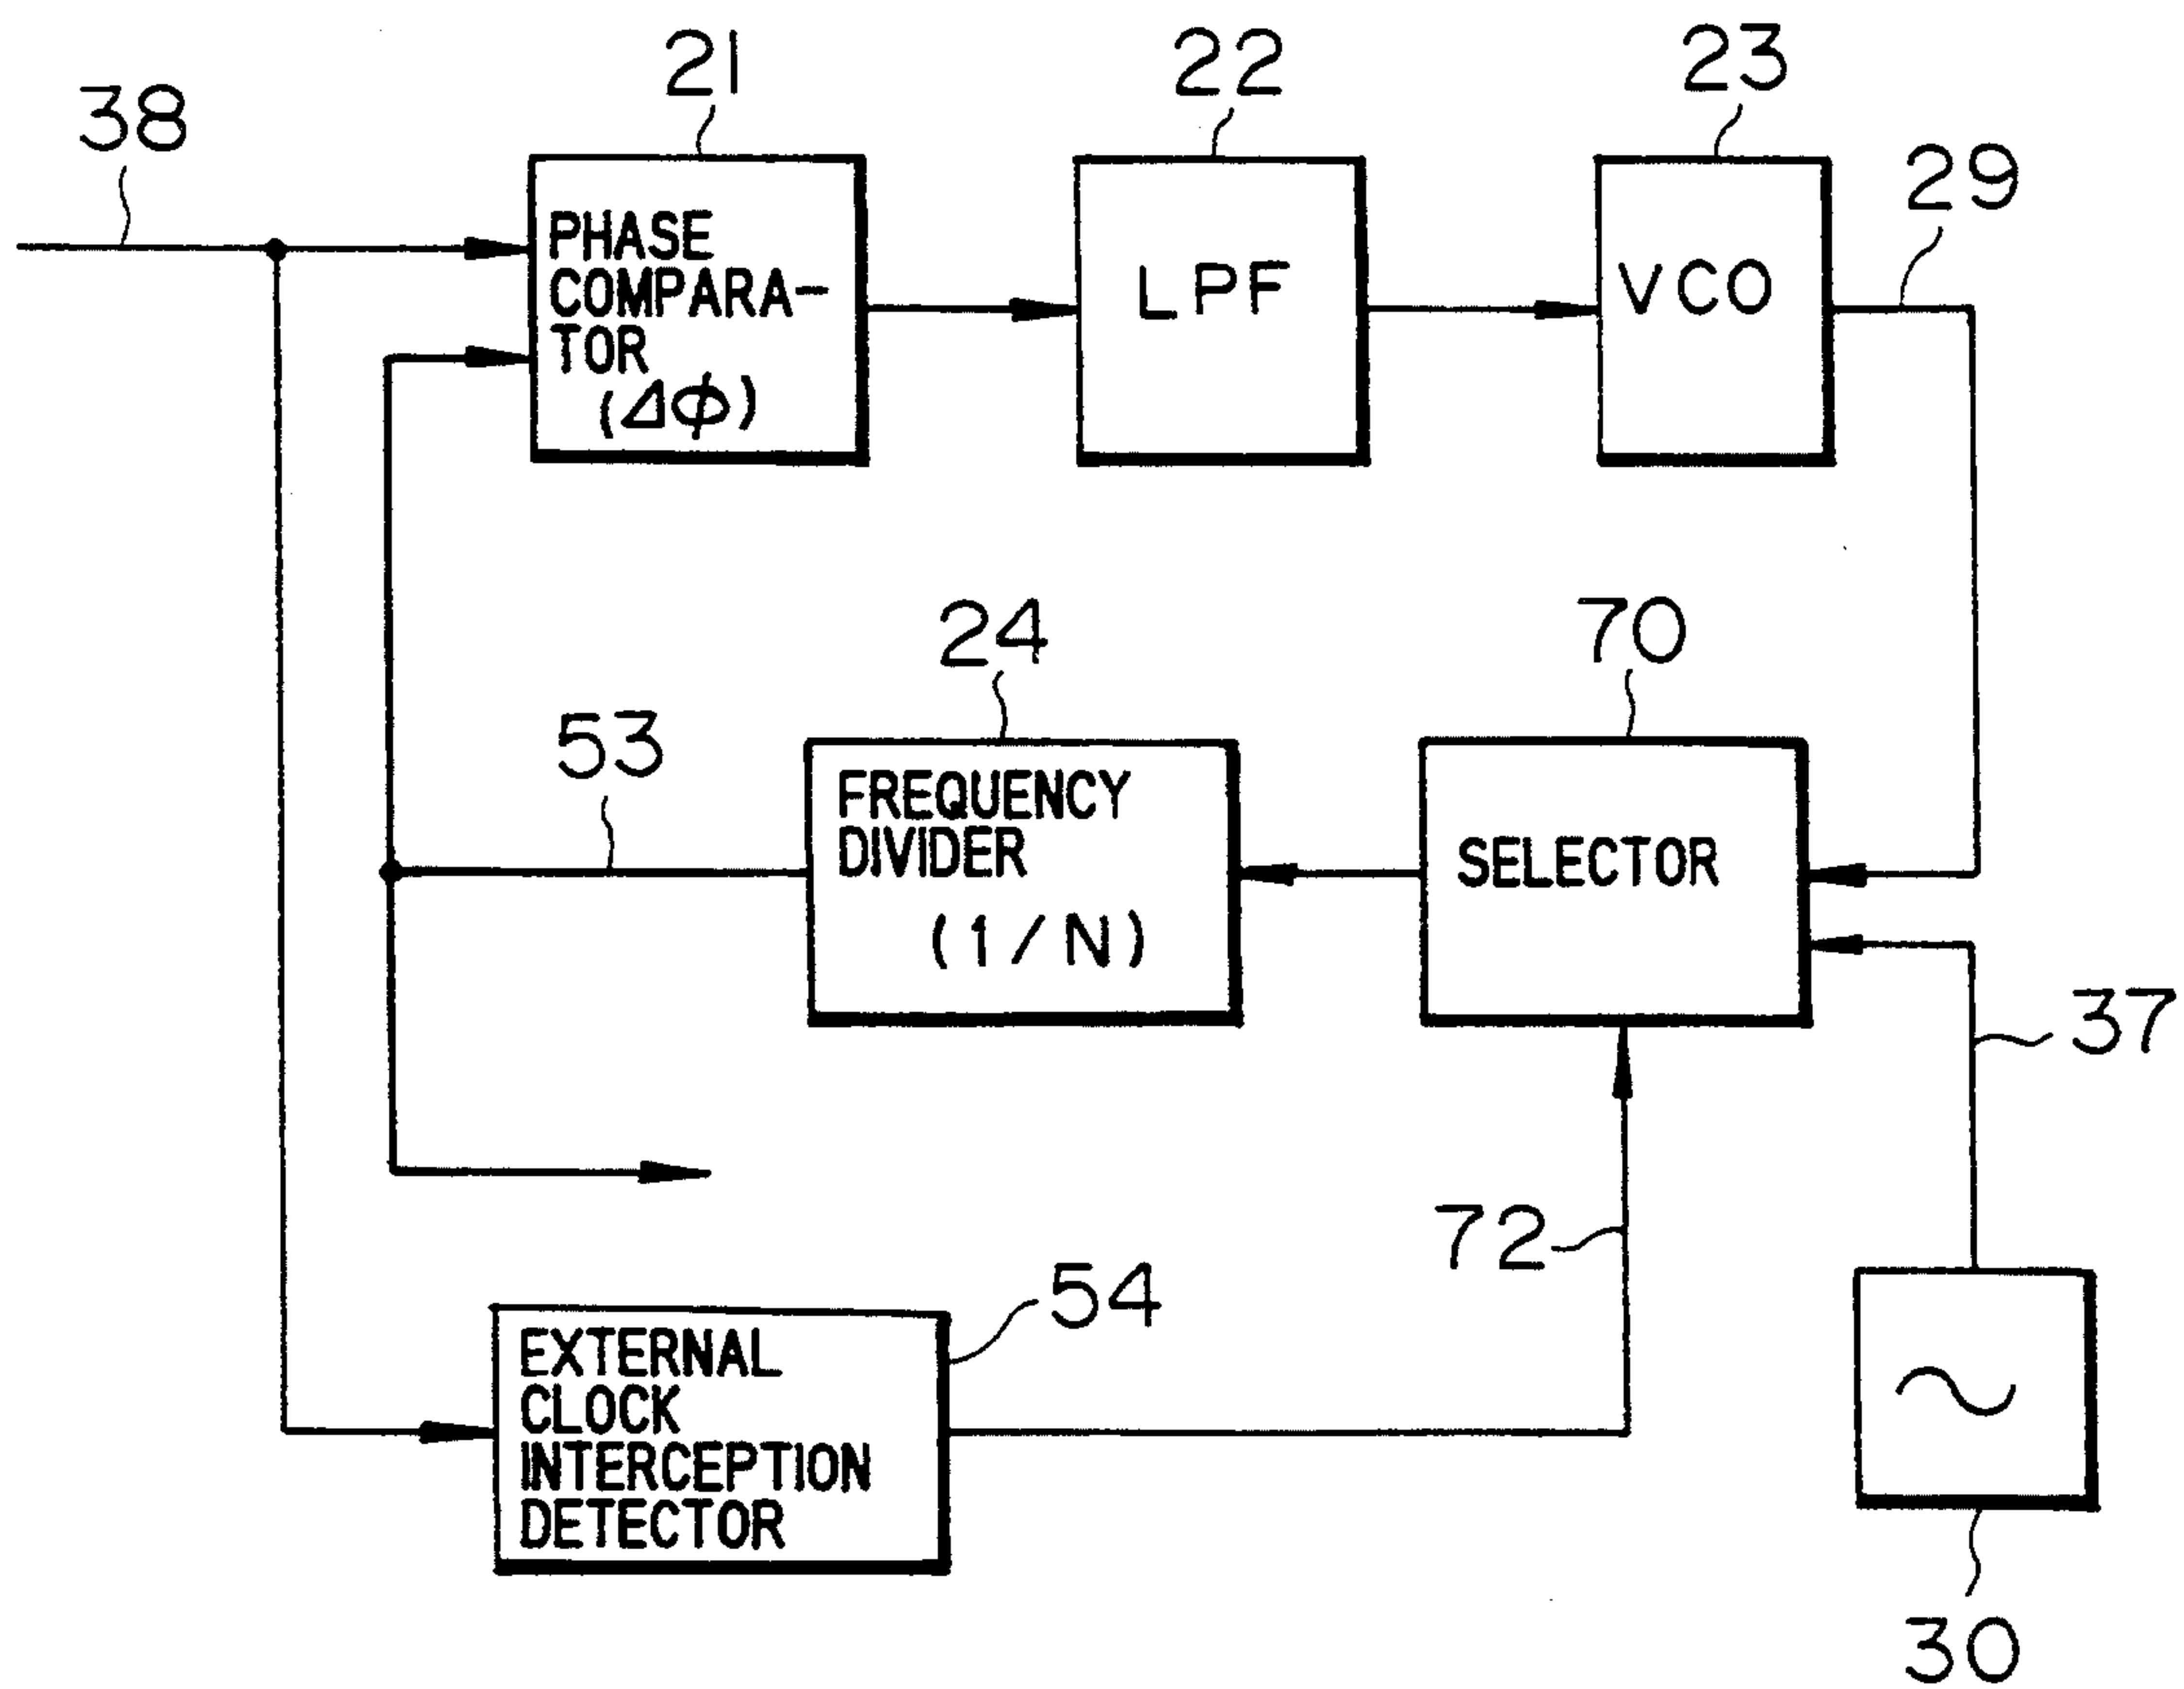 38
21
22
23
29
PHASE
COMPARA-
TOR
(ΔΦ)
LPF
VCO
24
70
53
FREQUENCY
DIVIDER
(1/N)
SELECTOR
37
72
54
EXTERNAL
CLOCK
INTERCEPTION
DETECTOR
30